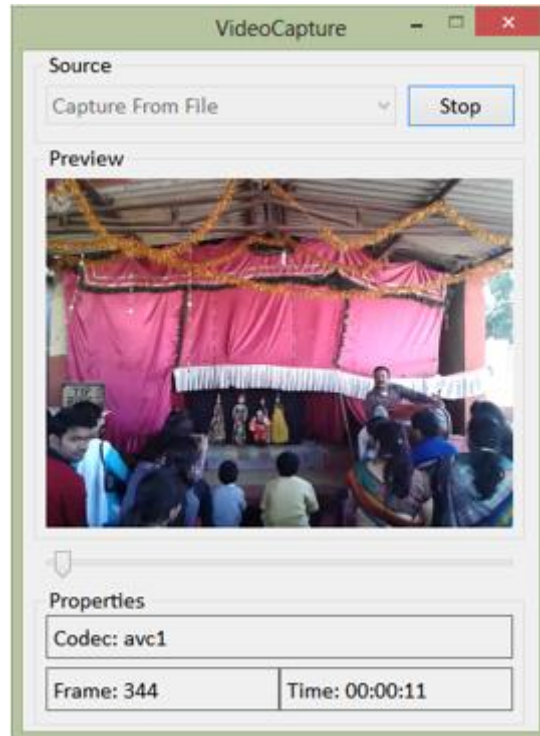 VideoCapture
Source
Capture From File
Stop
Preview
Properties
Codec: avc1
Frame: 344
Time: 00:00:11